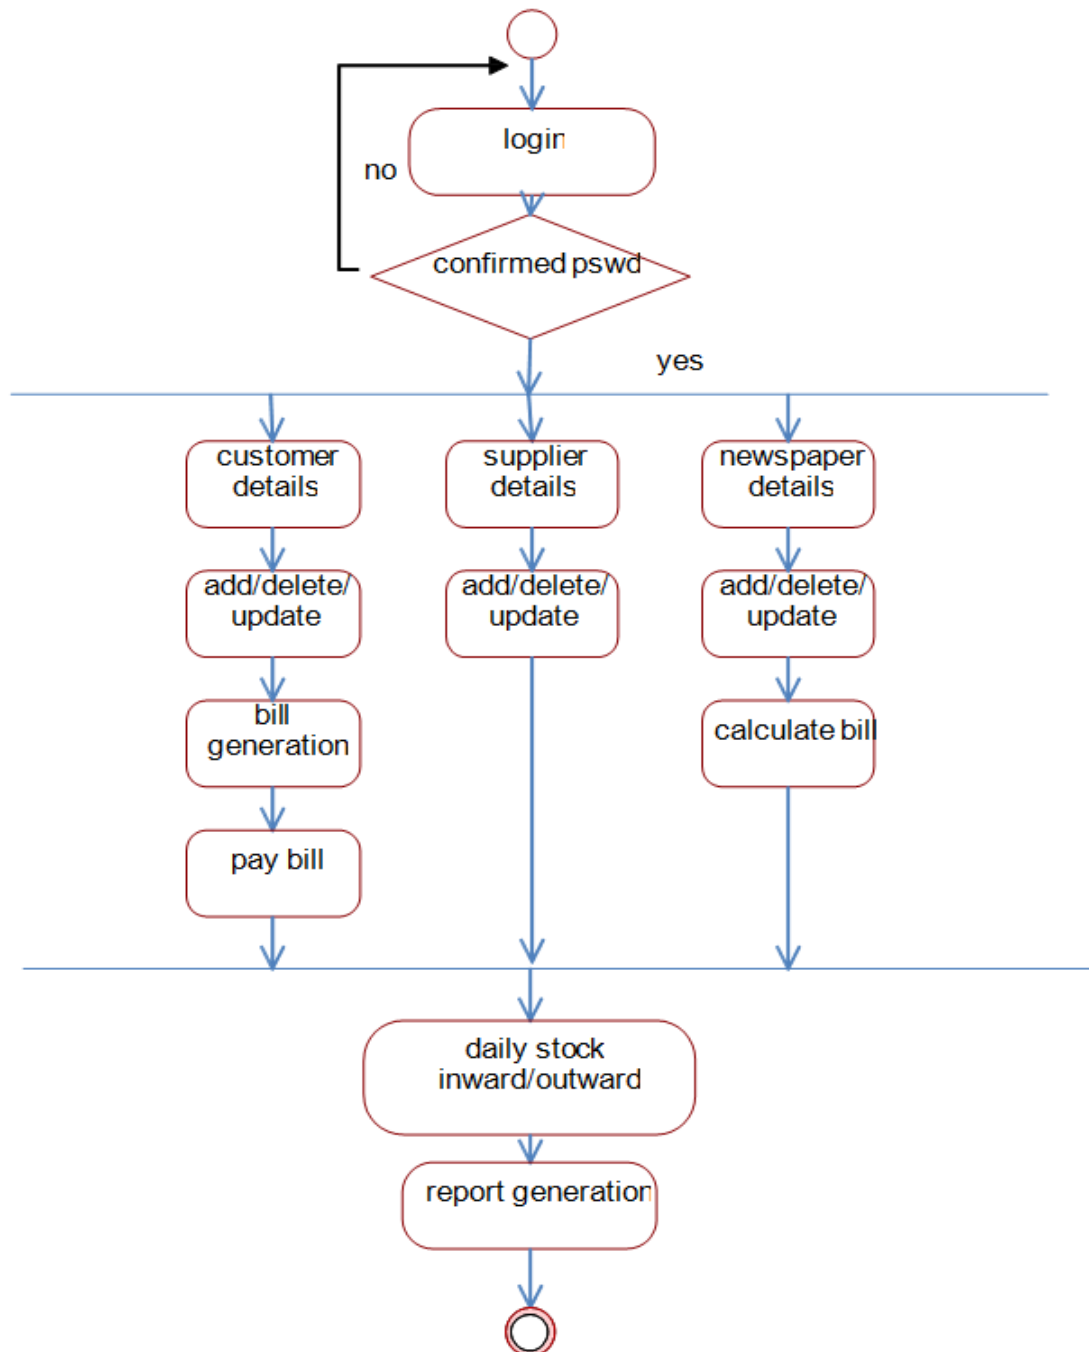 login
no
confirmed pswd
yes
customer
details
supplier
details
newspaper
details
add/delete/
update
add/delete/
update
add/delete/
update
bill
generation
calculate bill
pay bill
daily stock
inward/outward
report generation